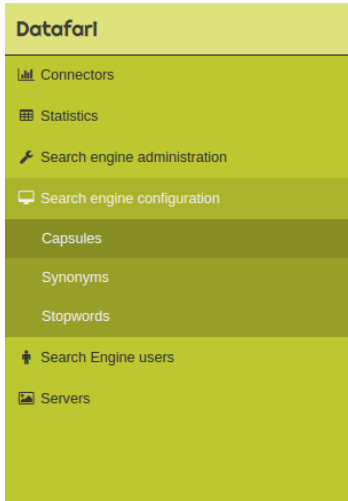 Datafari
Connectors
Statistics
Search engine administration
Search engine configuration
Capsules
Synonyms
Stopwords
Search Engine users
Servers